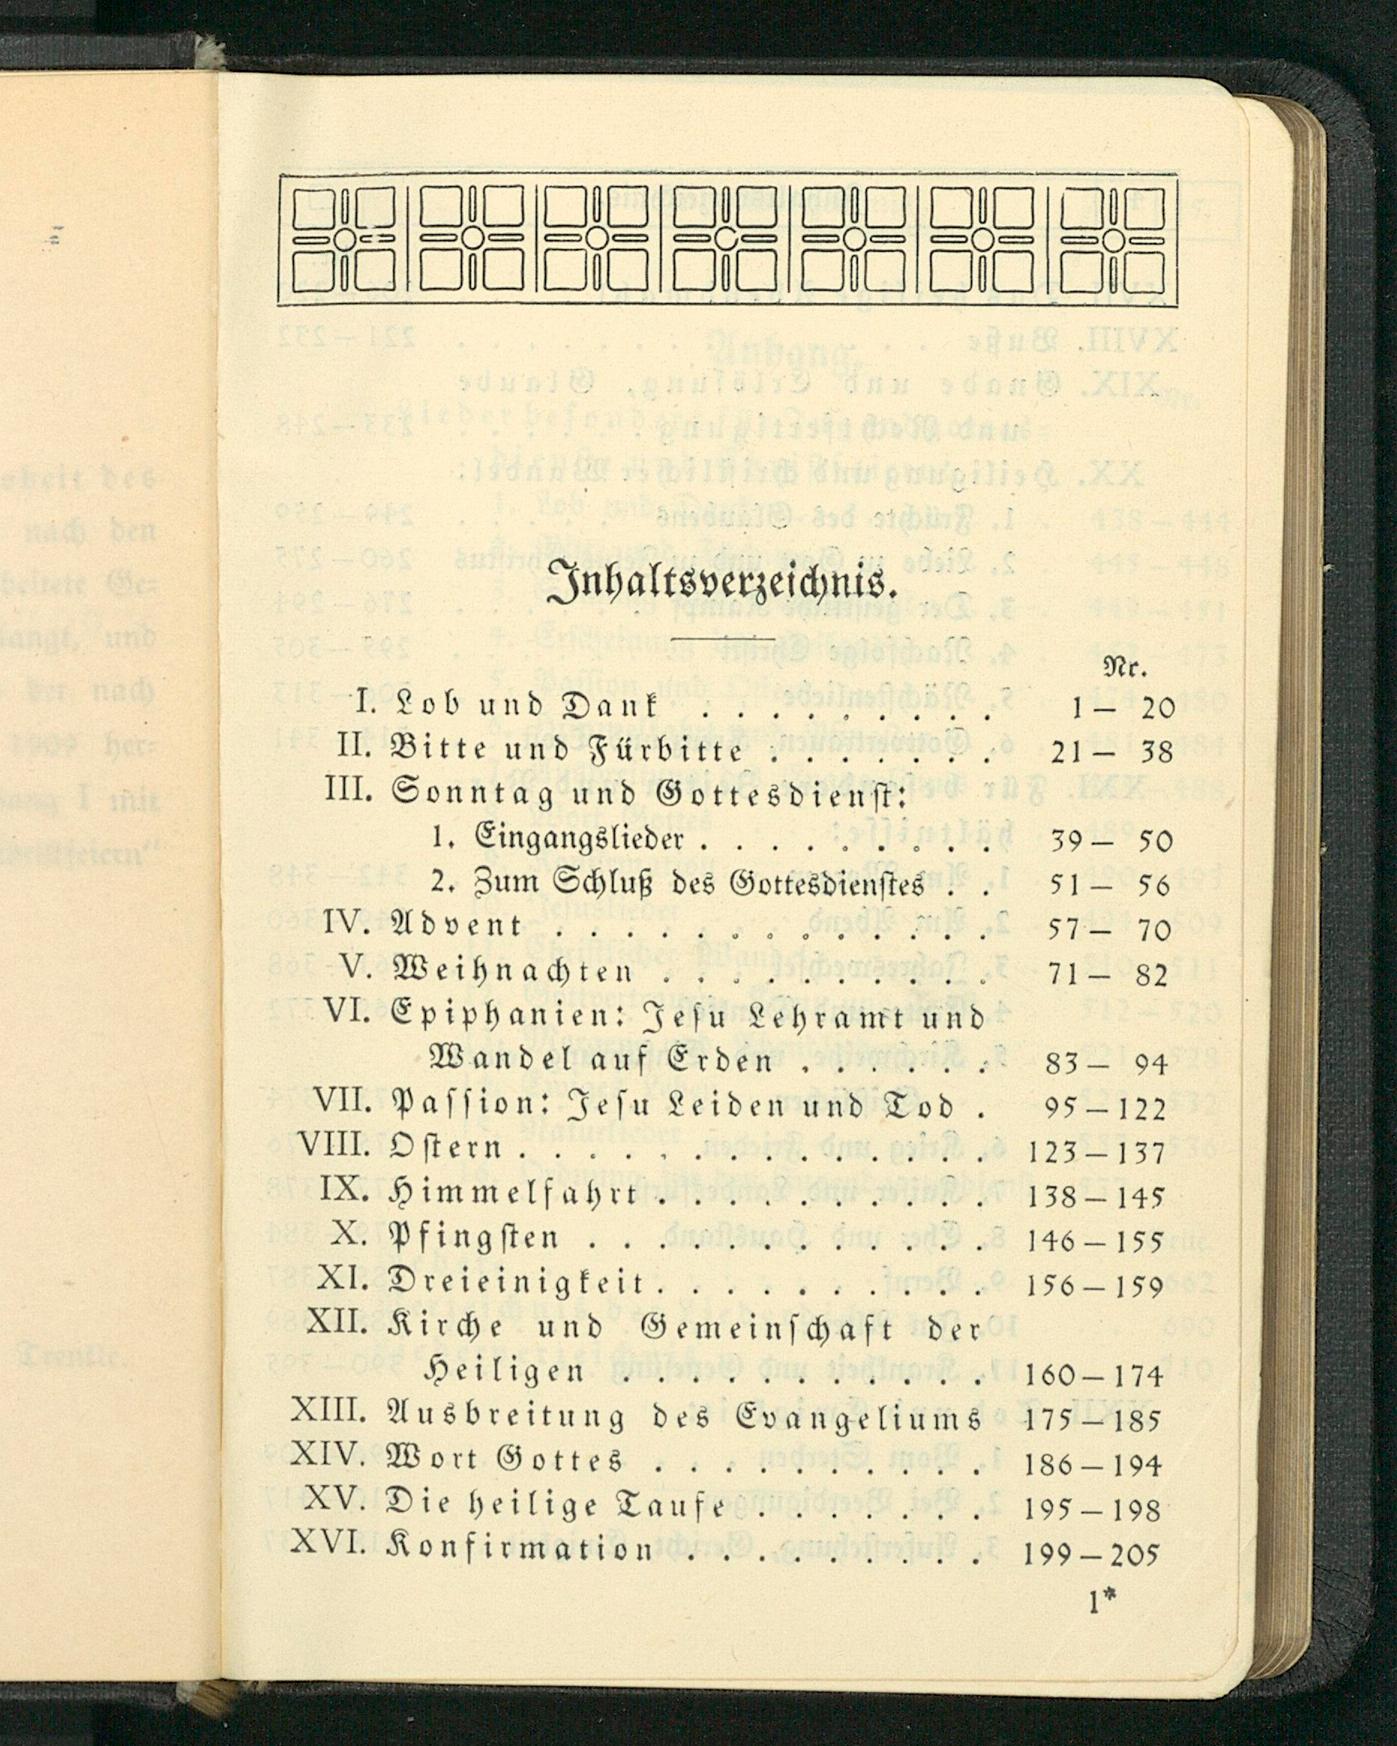 Inhaltsverzeichnis.
Nr.
I. Lob und Dank . . . . . . . . . 1 – 20
II. Bitte und Fürbitte . . . . . . . 21 – 38
III. Sonntag und Gottesdienst:
1. Eingangslieder . . . . . . . . . 39 – 50
2. Zum Schluß des Gottesdienstes . . 51 – 56
IV. Advent . . . . . . . . . . . . . 57 – 70
V. Weihnachten . . . . . . . . . . 71 – 82
VI. Epiphanien: Jesu Lehramt und
Wandel auf Erden . . . . . . 83 – 94
VII. Passion: Jesu Leiden und Tod . 95 – 122
VIII. Ostern . . . . . . . . . . . . . . 123 – 137
IX. Himmelfahrt . . . . . . . . . . 138 – 145
X. Pfingsten . . . . . . . . . . . . 146 – 155
XI. Dreieinigkeit . . . . . . . . . . 156 – 159
XII. Kirche und Gemeinschaft der
Heiligen . . . . . . . . . . . 160 – 174
XIII. Ausbreitung des Evangeliums 175 – 185
XIV. Wort Gottes . . . . . . . . . . 186 – 194
XV. Die heilige Taufe . . . . . . . 195 – 198
XVI. Konfirmation . . . . . . . . . 199 – 205
1*